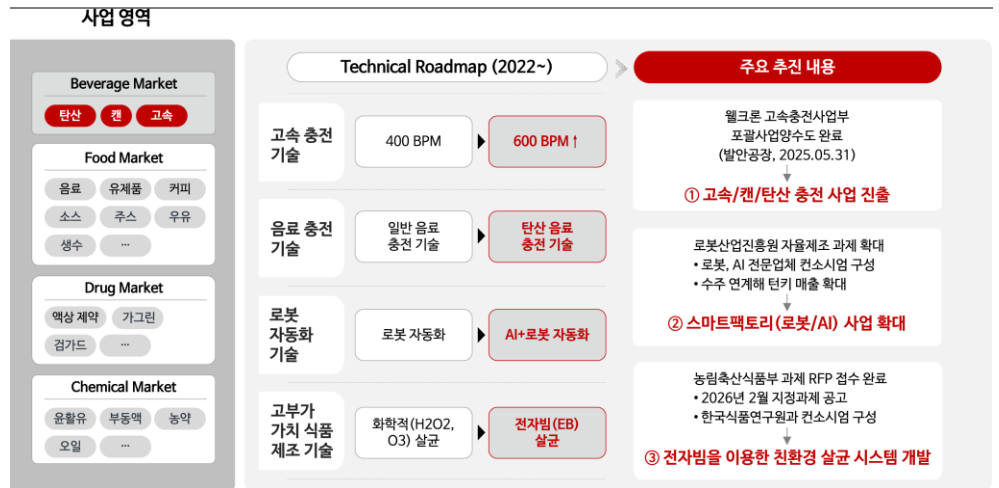 사업 영역
Beverage Market
탄산 캔 고속
Food Market
음료 유제품 커피
소스 주스 우유
생수 ...
Drug Market
액상 제약 가그린
검가드 ...
Chemical Market
윤활유 부동액 농약
오일 ...
Technical Roadmap (2022~)
고속 충전
기술
400 BPM
600 BPM ↑
음료 충전
기술
일반 음료
충전 기술
탄산 음료
충전 기술
로봇
자동화
기술
로봇 자동화
AI+로봇 자동화
고부가
가치 식품
제조 기술
화학적(H2O2,
O3) 살균
전자빔(EB)
살균
주요 추진 내용
웰크론 고속충전사업부
포괄사업양수도 완료
(발안공장, 2025.05.31)
① 고속/캔/탄산 충전 사업 진출
로봇산업진흥원 자율제조 과제 확대
• 로봇, AI 전문업체 컨소시엄 구성
• 수주 연계해 턴키 매출 확대
② 스마트팩토리(로봇/AI) 사업 확대
농림축산식품부 과제 RFP 접수 완료
• 2026년 2월 지정과제 공고
• 한국식품연구원과 컨소시엄 구성
③ 전자빔을 이용한 친환경 살균 시스템 개발